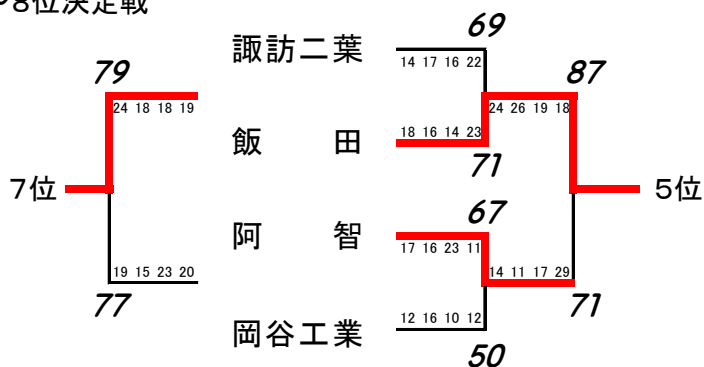 8位決定戦
69
諏訪二葉
14 17 16 22
79
87
24 18 18 19
24 26 19 18
飯　　田
18 16 14 23
71
7位
5位
67
阿　　智
17 16 23 11
19 15 23 20
14 11 17 29
77
71
岡谷工業
12 16 10 12
50